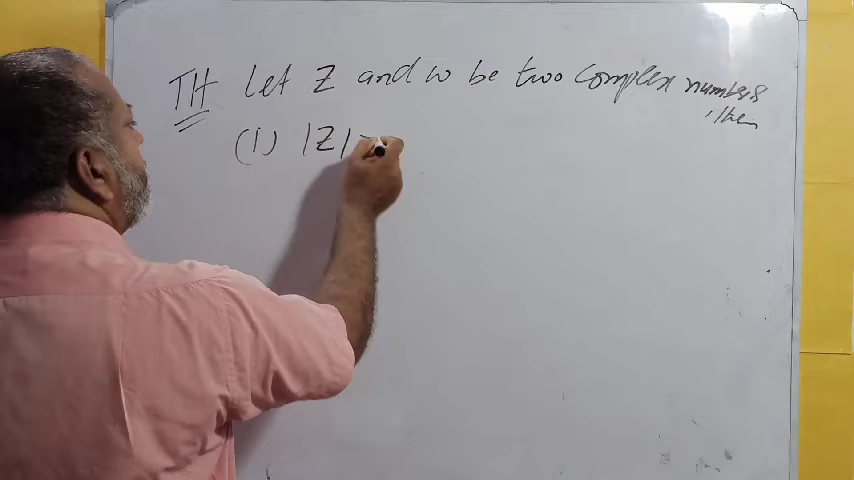 TH Let Z and w be two Complex numbers
, then
(1) |Z| =